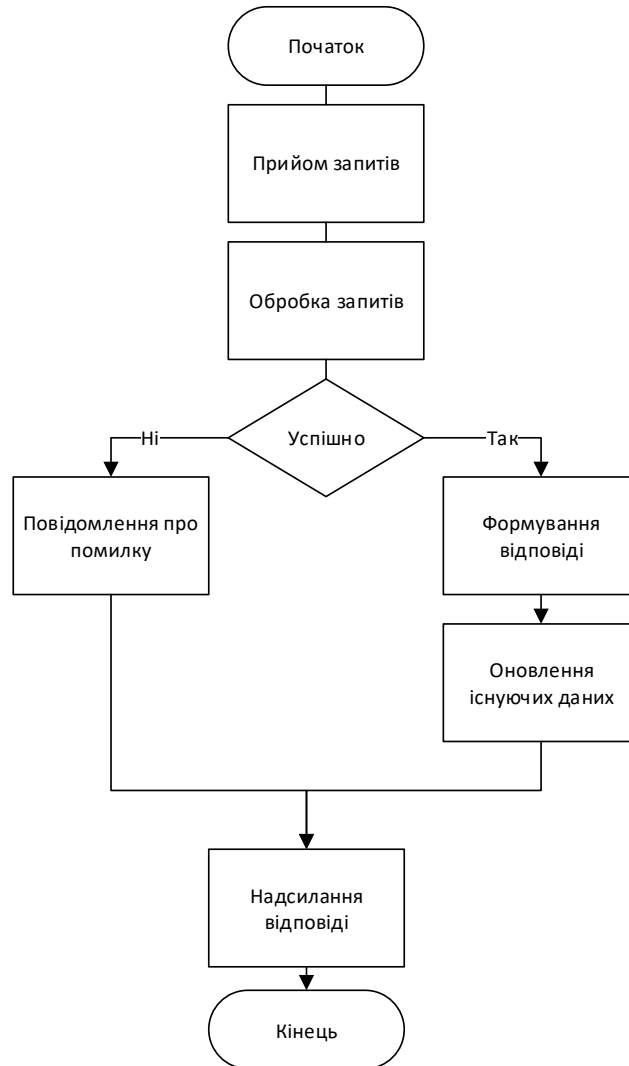 Початок
Прийом запитів
Обробка запитів
Успішно
Ні
Так
Повідомлення про
помилку
Формування
відповіді
Оновлення
існуючих даних
Надсилання
відповіді
Кінець